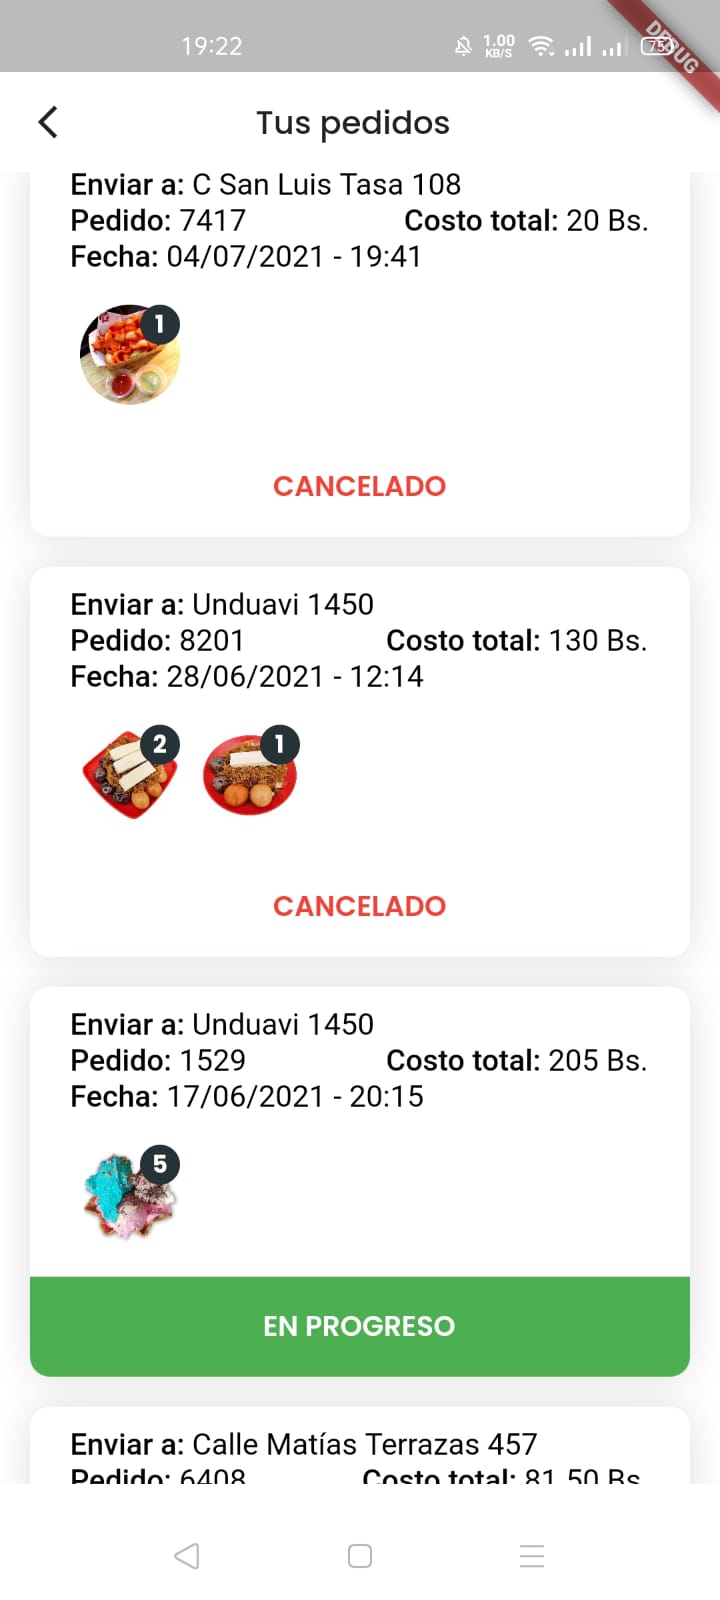 19:22
1.00
KB/S
75
DEBUG
Tus pedidos
Enviar a: C San Luis Tasa 108
Pedido: 7417 Costo total: 20 Bs.
Fecha: 04/07/2021 - 19:41
1
CANCELADO
Enviar a: Unduavi 1450
Pedido: 8201 Costo total: 130 Bs.
Fecha: 28/06/2021 - 12:14
2 1
CANCELADO
Enviar a: Unduavi 1450
Pedido: 1529 Costo total: 205 Bs.
Fecha: 17/06/2021 - 20:15
5
EN PROGRESO
Enviar a: Calle Matías Terrazas 457
Pedido: 6408 Costo total: 81.50 Bs.